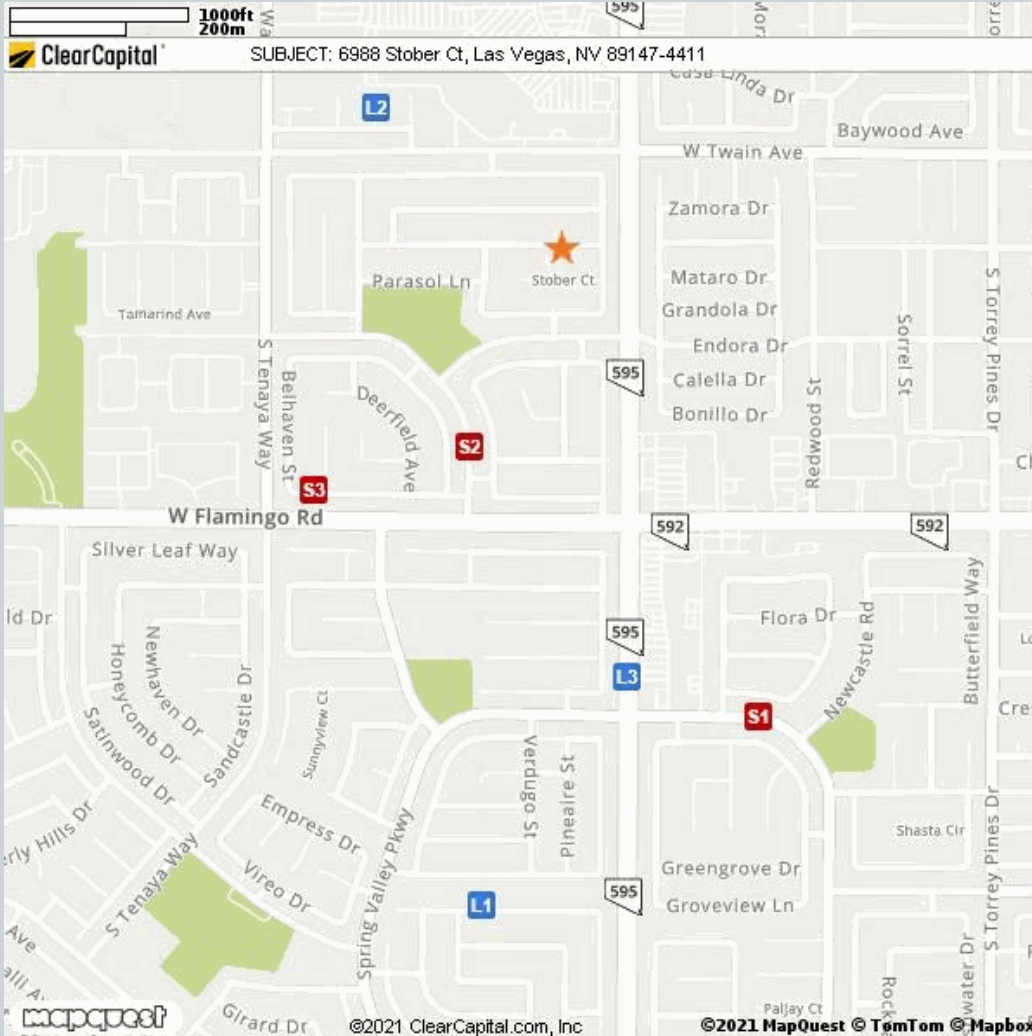 1000ft
200m
595
ClearCapital
SUBJECT: 6988 Stober Ct, Las Vegas, NV 89147-4411
Casa Linda Dr
L2
Baywood Ave
W Twain Ave
Zamora Dr
Stober Ct
Parasol Ln
Mataro Dr
Grandola Dr
Tamarind Ave
Endora Dr
S Torrey Pines Dr
Sorrel St
595
Calella Dr
Bonillo Dr
S Tenaya Way
Belhaven St
Deerfield Ave
Redwood St
S2
S3
W Flamingo Rd
592
592
Silver Leaf Way
Flora Dr
Butterfield Way
Newcastle Rd
595
Newhaven Dr
Honeycomb Dr
Sandcastle Dr
Satinwood Dr
Sunnyview Ct
L3
S1
Verdugo St
Pineaire St
Empress Dr
Spring Valley Pkwy
Shasta Cir
S Torrey Pines Dr
S Tenaya Way
Vireo Dr
Greengrove Dr
595
Groveview Ln
L1
Girard Dr
Pallay Ct
mapquest
©2021 ClearCapital.com, Inc
©2021 MapQuest © TomTom © Mapbox